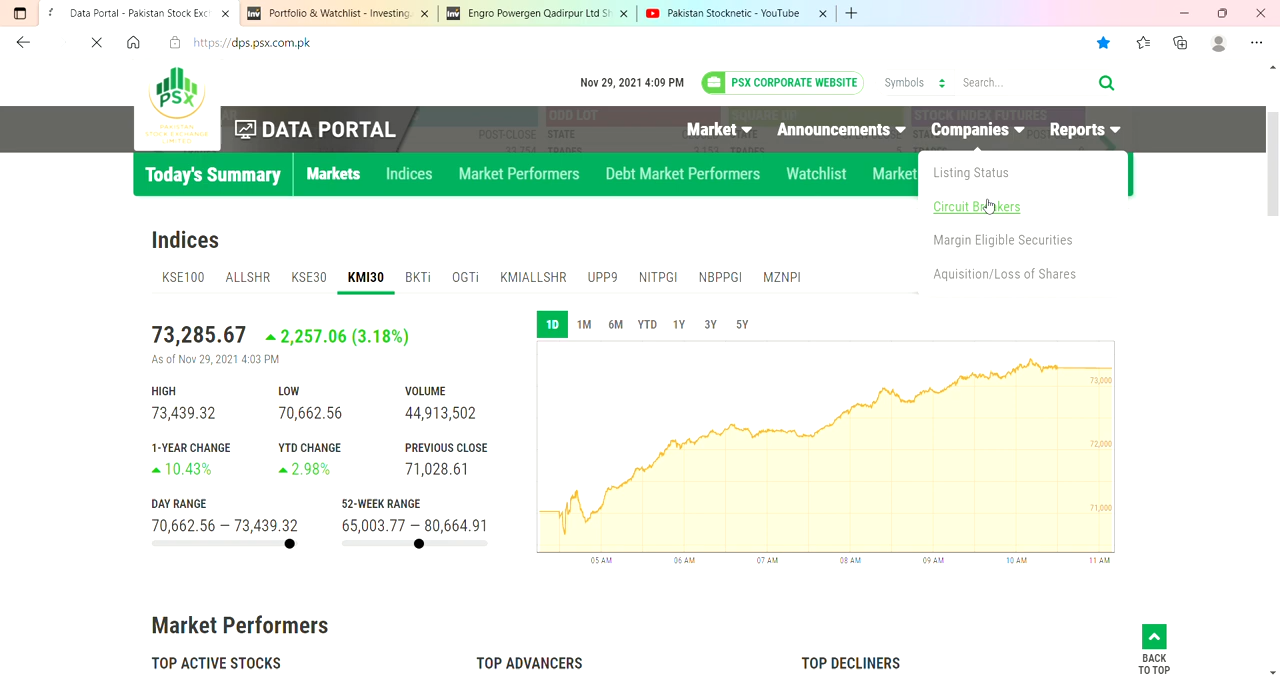 Data Portal - Pakistan Stock Exc
Portfolio & Watchlist - Investing.
Engro Powergen Qadirpur Ltd Sh
Pakistan Stocknetic - YouTube
https://dps.psx.com.pk
Nov 29, 2021 4:09 PM
PSX CORPORATE WEBSITE
Symbols
Search...
PSX
PAKISTAN
STOCK EXCHANGE
LIMITED
DATA PORTAL
Market
Announcements
Companies
Reports
ODD LOT
SQUARE UP
STOCK INDEX FUTURES
POST-CLOSE
STATE
STATE
TRADES
TRADES
Today's Summary
Markets
Indices
Market Performers
Debt Market Performers
Watchlist
Market
Listing Status
Circuit Breakers
Margin Eligible Securities
Aquisition/Loss of Shares
Indices
KSE100
ALLSHR
KSE30
KMI30
BKTi
OGTi
KMIALLSHR
UPP9
NITPGI
NBPPGI
MZNPI
73,285.67
2,257.06 (3.18%)
As of Nov 29, 2021 4:03 PM
HIGH
LOW
VOLUME
73,439.32
70,662.56
44,913,502
1-YEAR CHANGE
YTD CHANGE
PREVIOUS CLOSE
10.43%
2.98%
71,028.61
DAY RANGE
52-WEEK RANGE
70,662.56 — 73,439.32
65,003.77 — 80,664.91
1D
1M
6M
YTD
1Y
3Y
5Y
73,000
72,000
71,000
05 AM
06 AM
07 AM
08 AM
09 AM
10 AM
11 AM
Market Performers
TOP ACTIVE STOCKS
TOP ADVANCERS
TOP DECLINERS
BACK
TO TOP